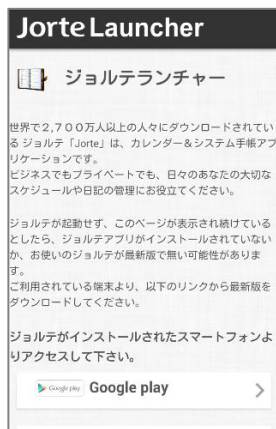 Jorte Launcher
ジョルテランチャー
世界で2,700万人以上の人々にダウンロードされてい
る ジョルテ「Jorte」は、カレンダー＆システム手帳アプ
リケーションです。
ビジネスでもプライベートでも、日々のあなたの大切な
スケジュールや日記の管理にお役立てください。
ジョルテが起動せず、このページが表示され続けている
としたら、ジョルテアプリがインストールされていない
か、お使いのジョルテが最新版で無い可能性がありま
す。
ご利用されている端末より、以下のリンクから最新版を
ダウンロードしてください。
ジョルテがインストールされたスマートフォンよ
りアクセスして下さい。
Google play Google play